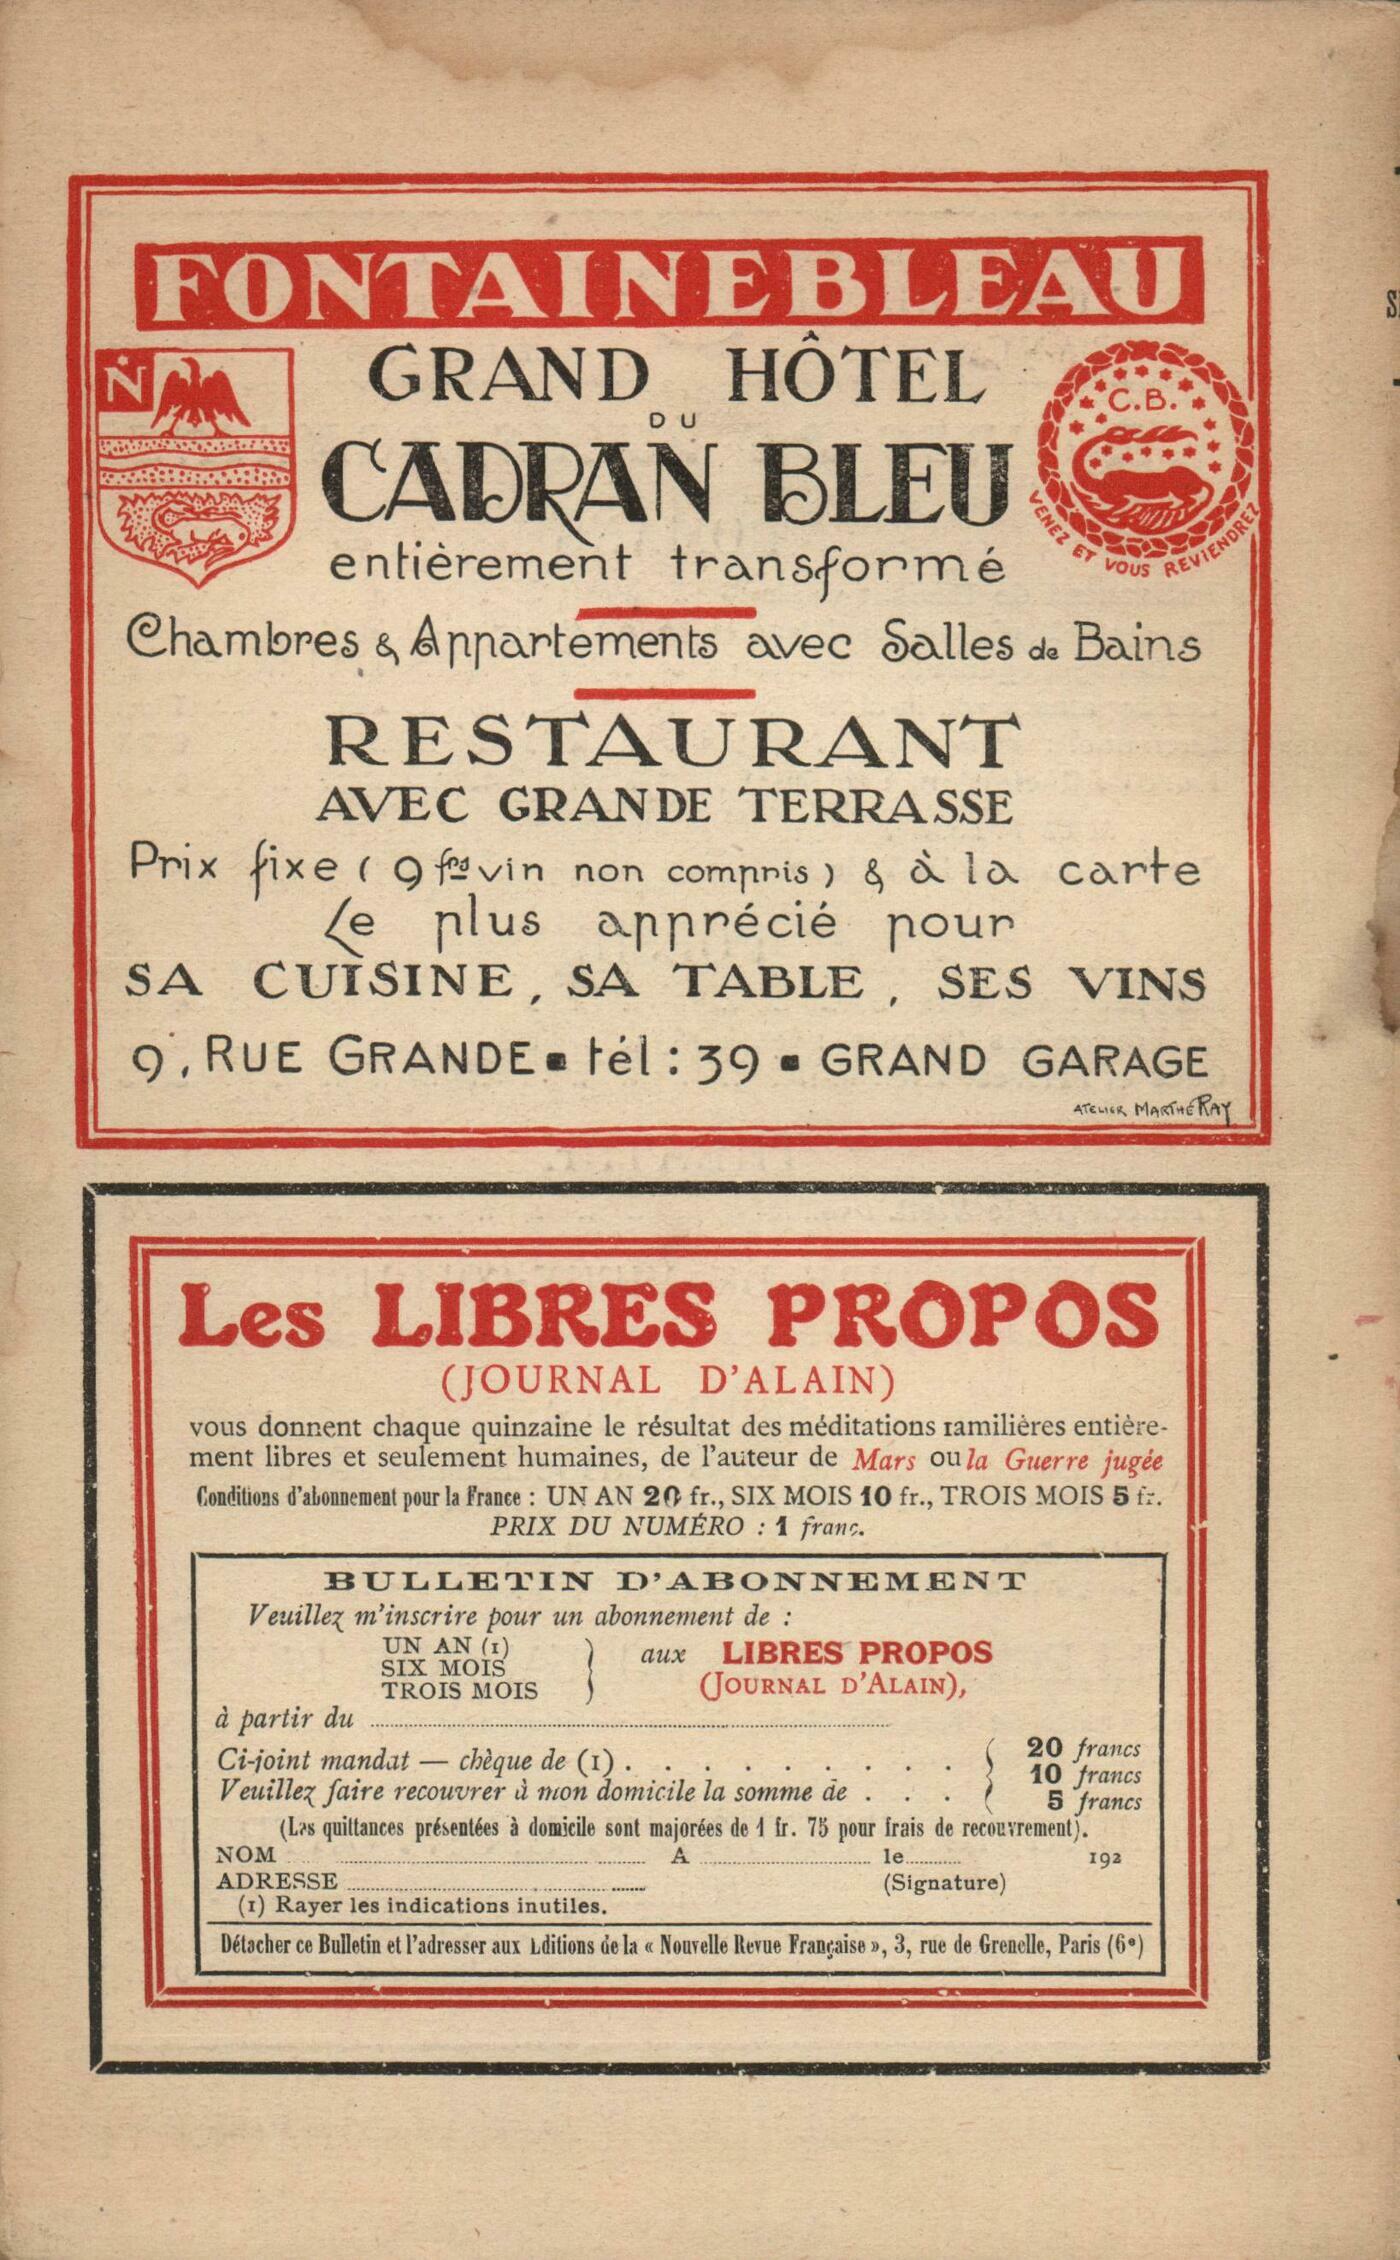 FONTAINEBLEAU
N
GRAND HÔTEL
DU
CADRAN BLEU
entièrement transformé
C.B.
VENEZ ET VOUS REVIENDREZ
Chambres & Appartements avec Salles de Bains
RESTAURANT
AVEC GRANDE TERRASSE
Prix fixe ( 9 frs vin non compris ) & à la carte
Le plus apprécié pour
SA CUISINE, SA TABLE, SES VINS
9, RUE GRANDE ▪ tél : 39 ▪ GRAND GARAGE
ATELIER MARTHE RAY
Les LIBRES PROPOS
(JOURNAL D'ALAIN)
vous donnent chaque quinzaine le résultat des méditations familières entière-
ment libres et seulement humaines, de l'auteur de Mars ou la Guerre jugée
Conditions d'abonnement pour la France : UN AN 20 fr., SIX MOIS 10 fr., TROIS MOIS 5 fr.
PRIX DU NUMÉRO : 1 franc.
BULLETIN D'ABONNEMENT
Veuillez m'inscrire pour un abonnement de :
UN AN (1)
SIX MOIS
TROIS MOIS
aux LIBRES PROPOS
(JOURNAL D'ALAIN),
à partir du
Ci-joint mandat — chèque de (1) . . . . . . . . .
Veuillez faire recouvrer à mon domicile la somme de . . .
20 francs
10 francs
5 francs
(Les quittances présentées à domicile sont majorées de 1 fr. 75 pour frais de recouvrement).
NOM A le 192
ADRESSE (Signature)
(1) Rayer les indications inutiles.
Détacher ce Bulletin et l'adresser aux Editions de la « Nouvelle Revue Française », 3, rue de Grenelle, Paris (6e)